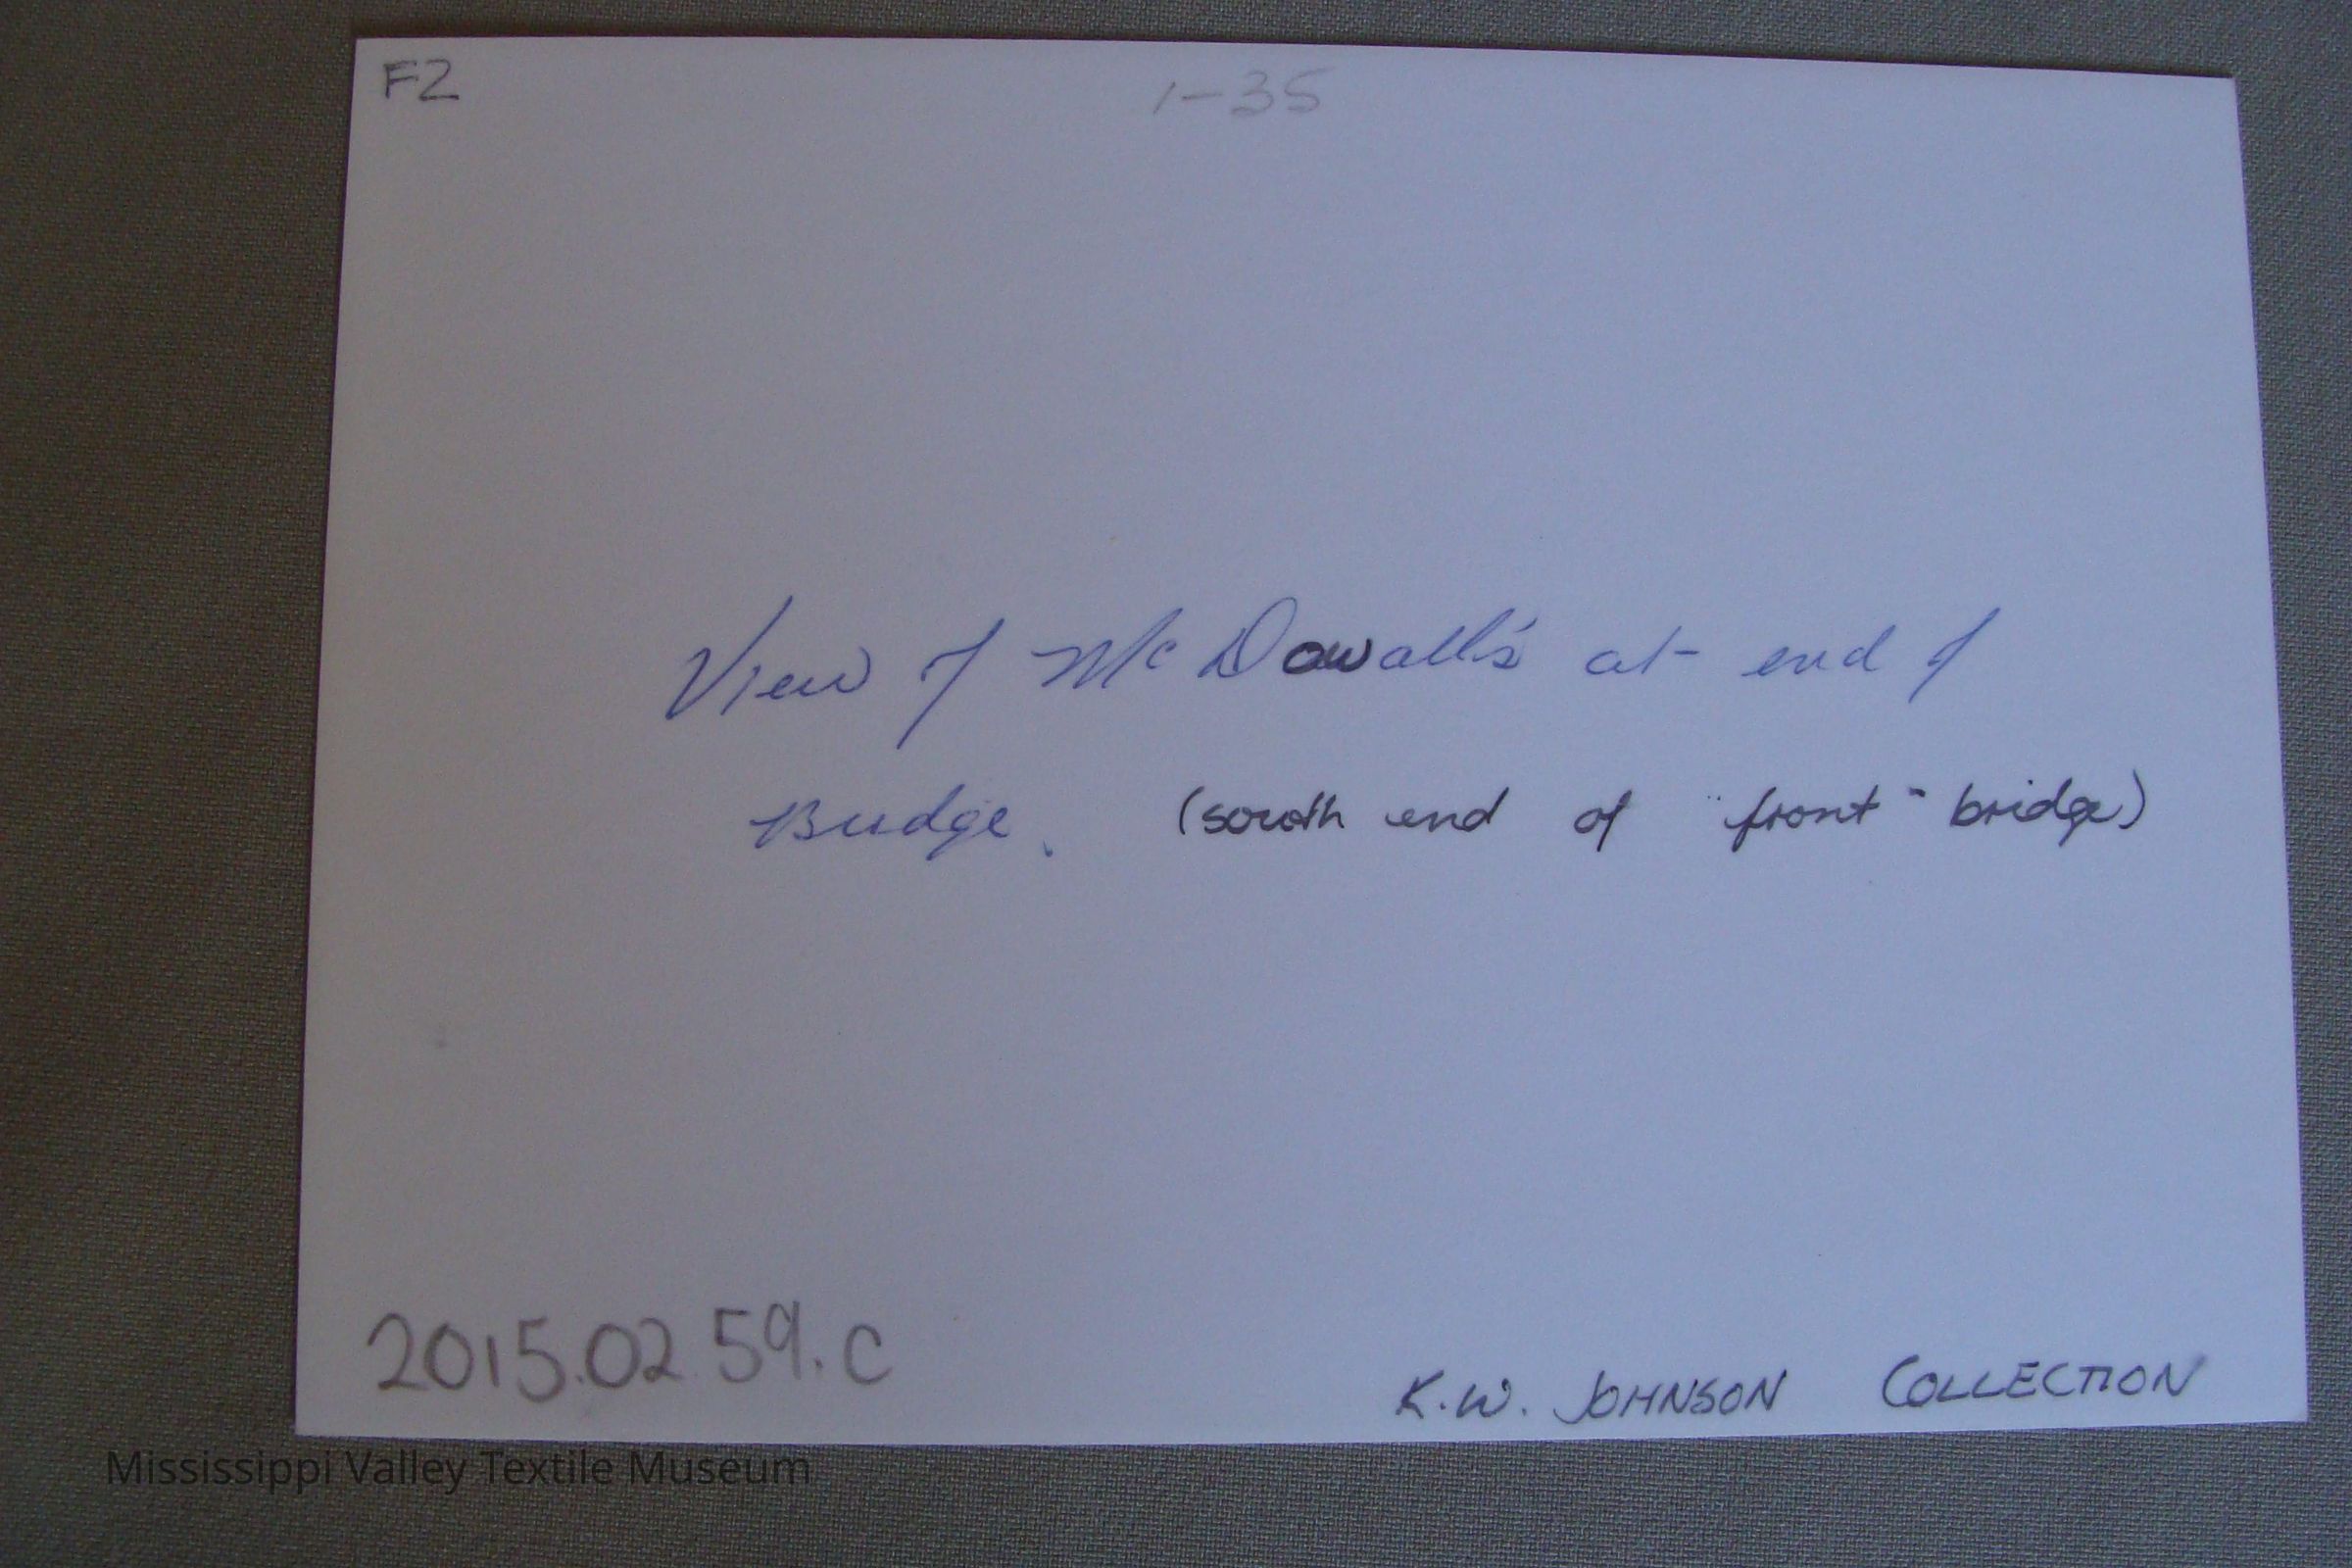 F2
1-35
View of McDowall's at end of
Bridge. (south end of "front" bridge)
2015.02 59.c
K.W. JOHNSON COLLECTION
Mississippi Valley Textile Museum